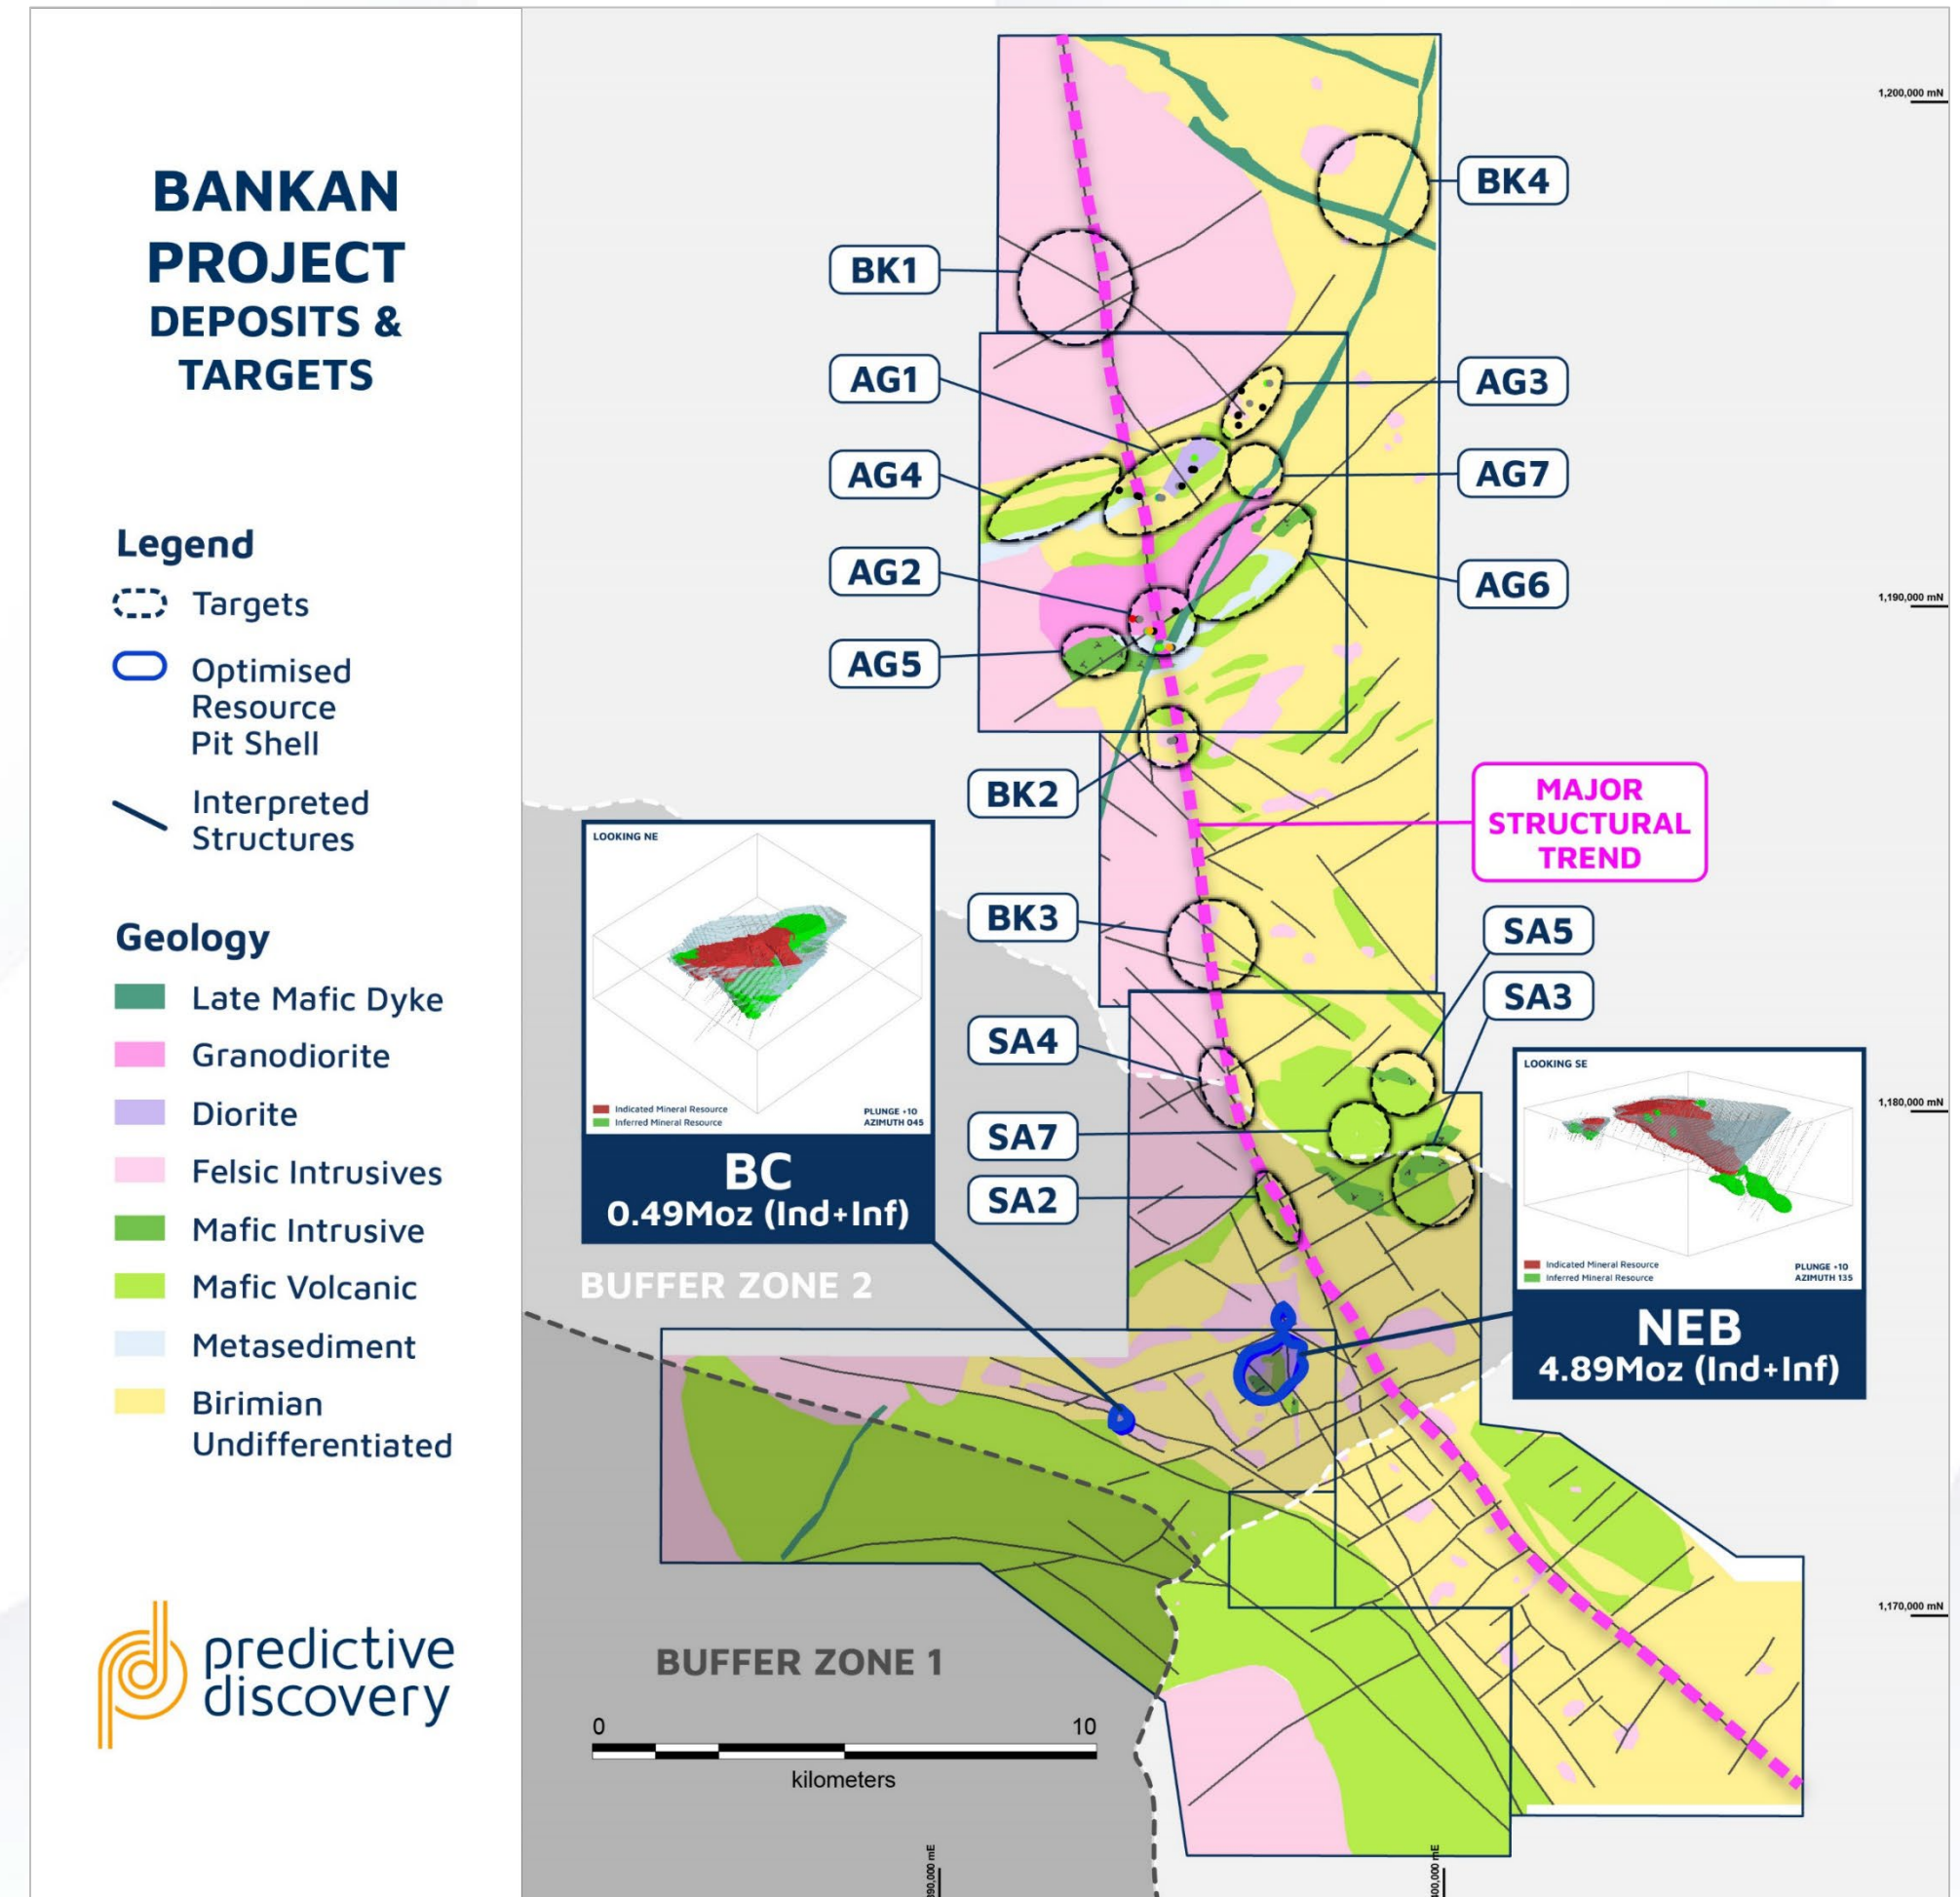 BANKAN
PROJECT
DEPOSITS &
TARGETS
Legend
Targets
Optimised
Resource
Pit Shell
Interpreted
Structures
Geology
Late Mafic Dyke
Granodiorite
Diorite
Felsic Intrusives
Mafic Intrusive
Mafic Volcanic
Metasediment
Birimian
Undifferentiated
predictive
discovery
1,200,000 mN
BK4
BK1
AG1
AG3
AG4
AG7
AG2
AG6
1,190,000 mN
AG5
BK2
MAJOR
STRUCTURAL
TREND
BK3
SA5
SA3
SA4
SA7
SA2
1,180,000 mN
LOOKING NE
Indicated Mineral Resource
Inferred Mineral Resource
PLUNGE +10
AZIMUTH 045
BC
0.49Moz (Ind+Inf)
LOOKING SE
Indicated Mineral Resource
Inferred Mineral Resource
PLUNGE +10
AZIMUTH 135
NEB
4.89Moz (Ind+Inf)
BUFFER ZONE 2
BUFFER ZONE 1
1,170,000 mN
0 10
kilometers